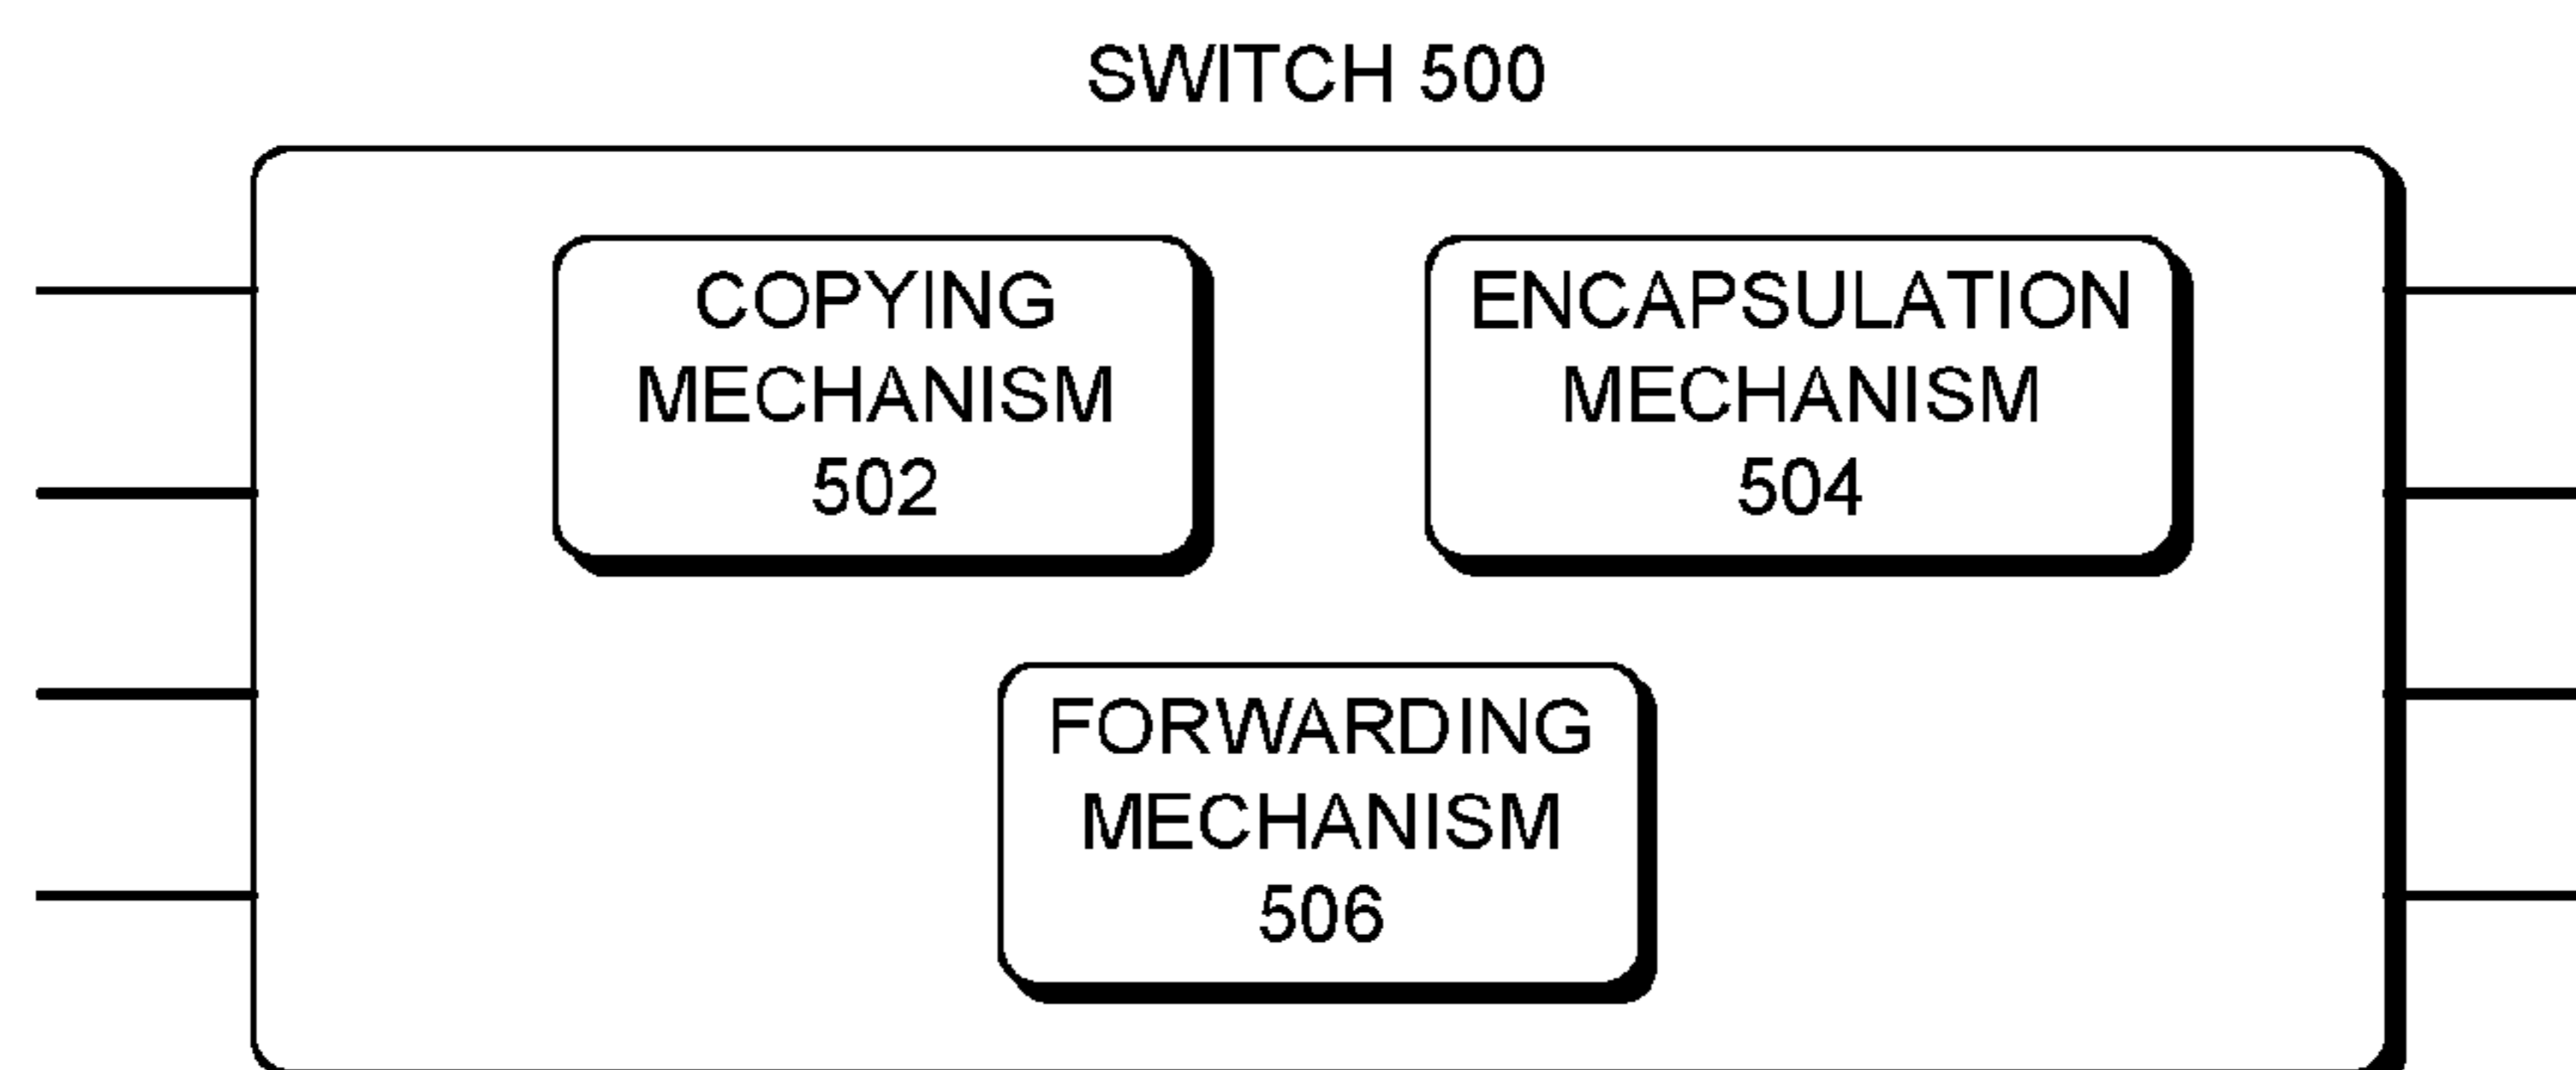 SWITCH 500
COPYING
MECHANISM
502
ENCAPSULATION
MECHANISM
504
FORWARDING
MECHANISM
506